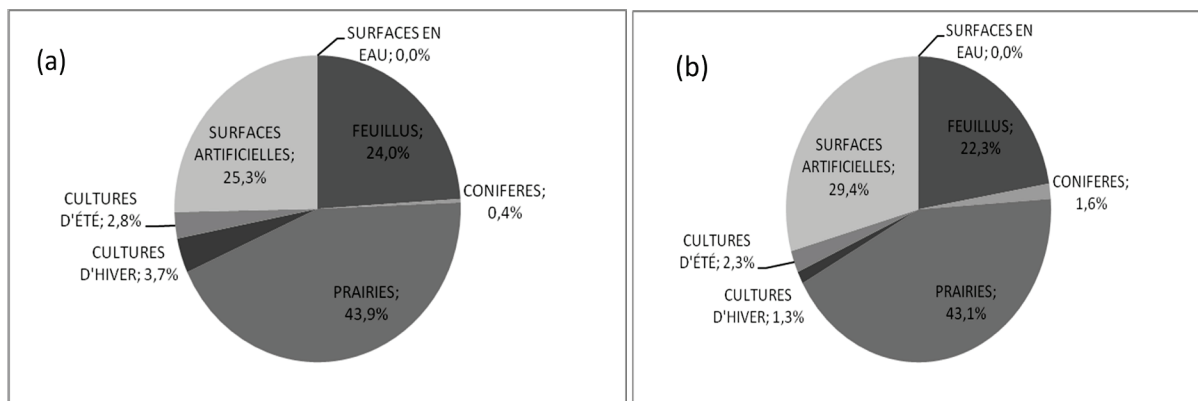 (a)
SURFACES EN
EAU; 0,0%
FEUILLUS;
24,0%
CONIFERES;
0,4%
PRAIRIES;
43,9%
CULTURES
D'HIVER; 3,7%
CULTURES
D'ÉTÉ; 2,8%
SURFACES
ARTIFICIELLES;
25,3%
(b)
SURFACES EN
EAU; 0,0%
FEUILLUS;
22,3%
CONIFERES;
1,6%
PRAIRIES;
43,1%
CULTURES
D'HIVER; 1,3%
CULTURES
D'ÉTÉ; 2,3%
SURFACES
ARTIFICIELLES;
29,4%